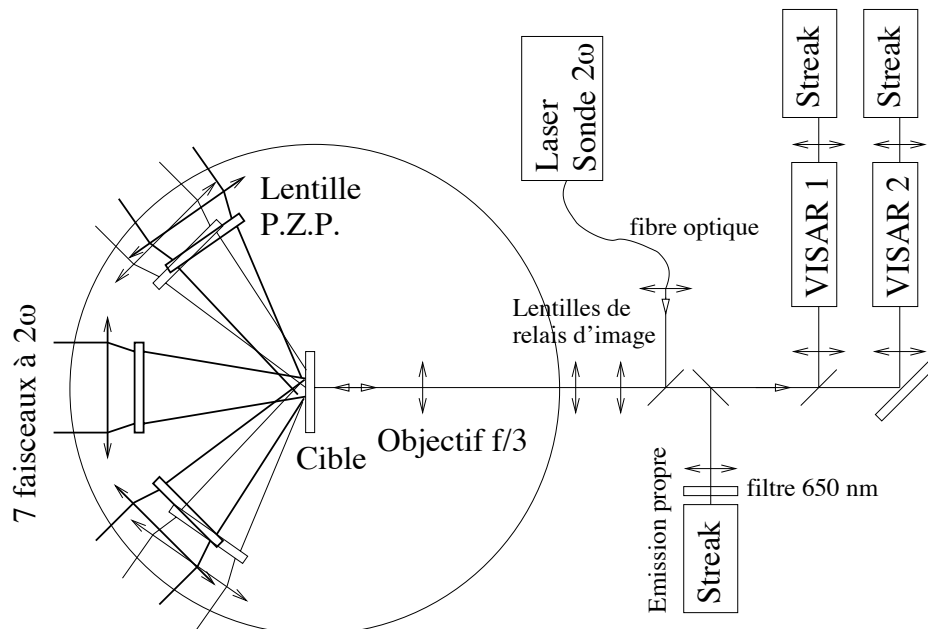 Lentille
P.Z.P.
7 faisceaux à 2ω
Cible
Objectif f/3
Laser
Sonde 2ω
fibre optique
Lentilles de
relais d'image
Streak
VISAR 1
Streak
VISAR 2
Emission propre
filtre 650 nm
Streak